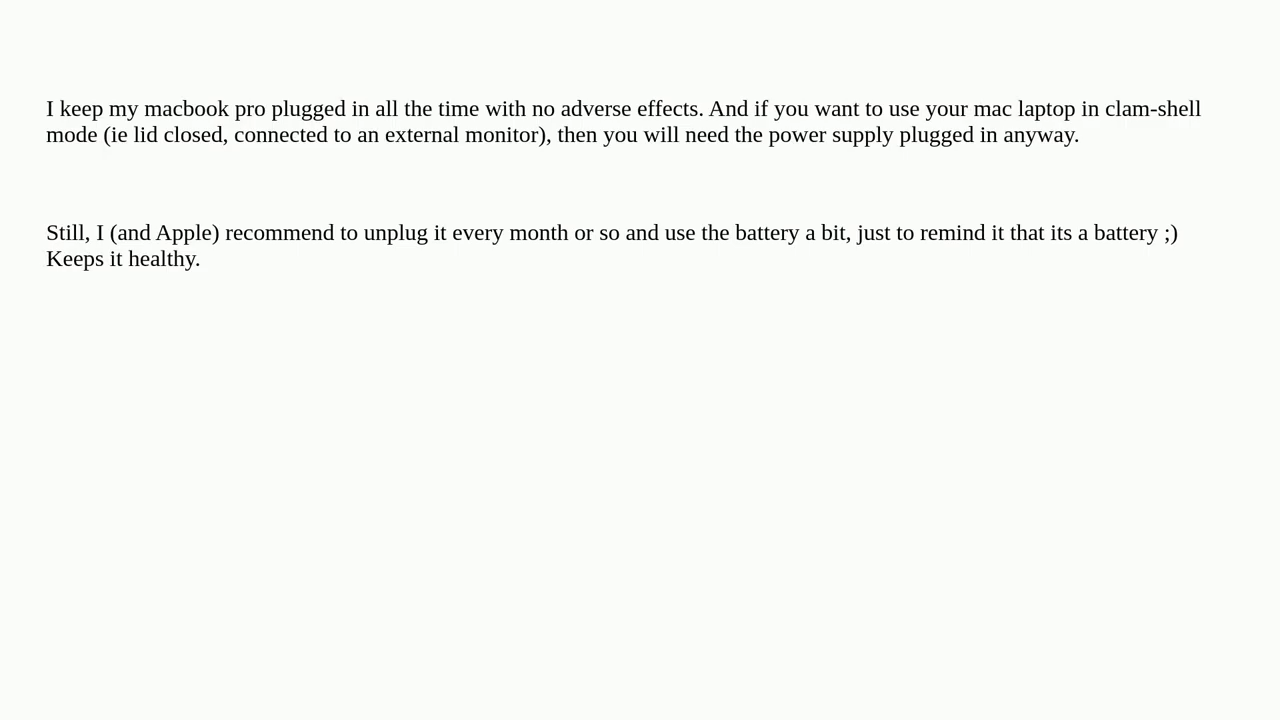 I keep my macbook pro plugged in all the time with no adverse effects. And if you want to use your mac laptop in clam-shell
mode (ie lid closed, connected to an external monitor), then you will need the power supply plugged in anyway.
Still, I (and Apple) recommend to unplug it every month or so and use the battery a bit, just to remind it that its a battery ;)
Keeps it healthy.